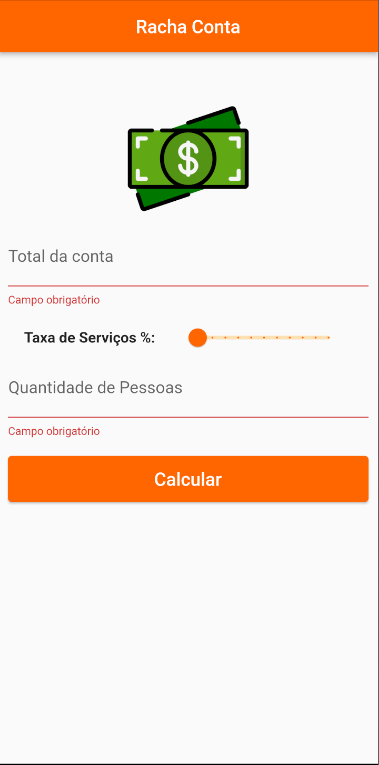 Racha Conta
$
Total da conta
Campo obrigatório
Taxa de Serviços %:
Quantidade de Pessoas
Campo obrigatório
Calcular